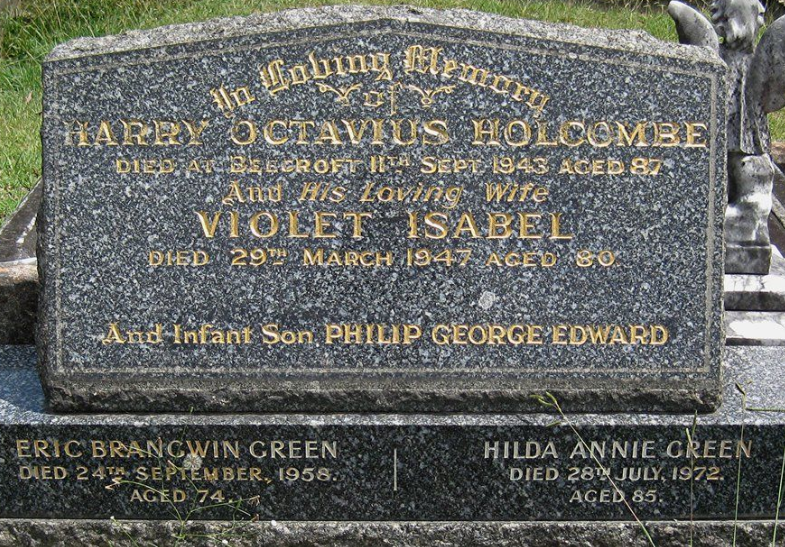 In Loving Memory
of
HARRY OCTAVIUS HOLCOMBE
DIED AT BEECROFT 11TH SEPT 1943 AGED 87
And His Loving Wife
VIOLET ISABEL
DIED 29TH MARCH 1947 AGED 80.
And Infant Son PHILIP GEORGE EDWARD
ERIC BRANGWIN GREEN
DIED 24TH SEPTEMBER, 1958.
AGED 74.
HILDA ANNIE GREEN
DIED 28TH JULY, 1972.
AGED 85.